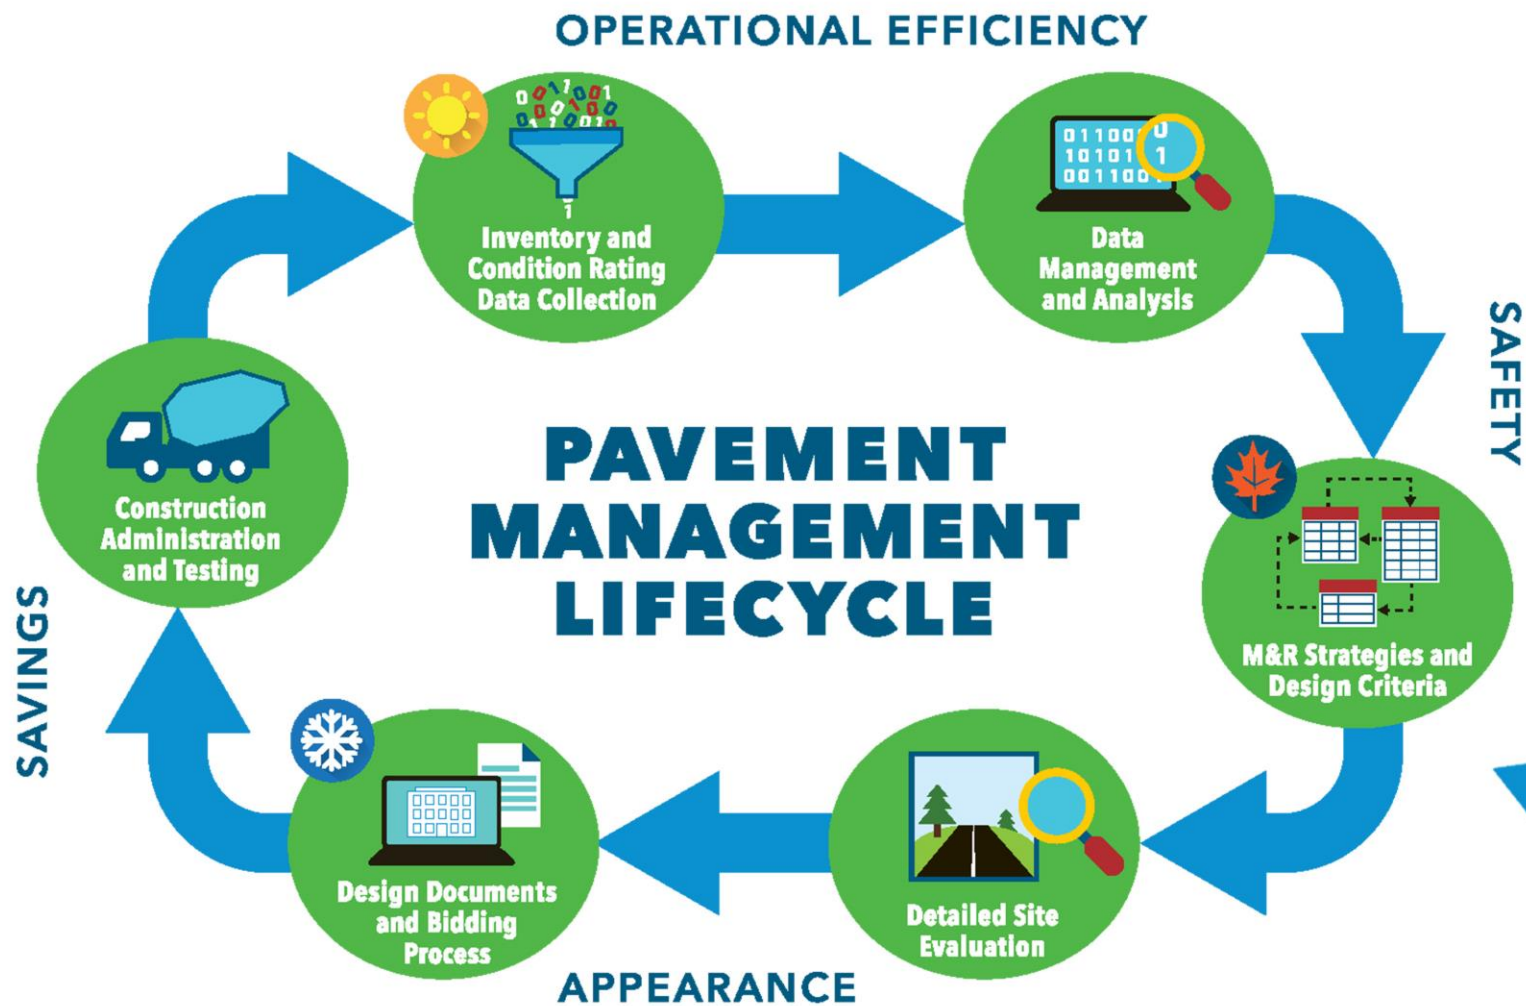 OPERATIONAL EFFICIENCY
Inventory and
Condition Rating
Data Collection
Data
Management
and Analysis
SAFETY
M&R Strategies and
Design Criteria
Detailed Site
Evaluation
APPEARANCE
Design Documents
and Bidding
Process
SAVINGS
Construction
Administration
and Testing
PAVEMENT
MANAGEMENT
LIFECYCLE